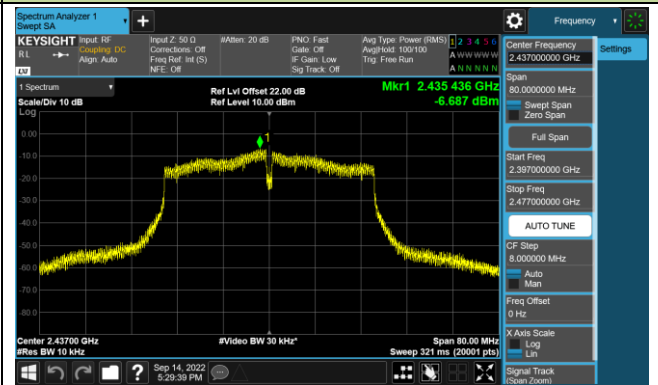 Spectrum Analyzer 1
Swept SA
+
Frequency
KEYSIGHT
Input: RF
Input Z: 50 Ω
#Atten: 20 dB
PNO: Fast
Avg Type: Power (RMS)
1 2 3 4 5 6
RL
Coupling: DC
Corrections: Off
Gate: Off
Avg|Hold: 100/100
A W W W W W
Align: Auto
Freq Ref: Int (S)
IF Gain: Low
Trig: Free Run
NFE: Off
Sig Track: Off
A N N N N N
LXI
1 Spectrum
Ref Lvl Offset 22.00 dB
Mkr1 2.435 436 GHz
Scale/Div 10 dB
Ref Level 10.00 dBm
-6.687 dBm
Log
1
0.00
-10.0
-20.0
-30.0
-40.0
-50.0
-60.0
-70.0
-80.0
Center 2.43700 GHz
#Video BW 30 kHz*
Span 80.00 MHz
#Res BW 10 kHz
Sweep 321 ms (20001 pts)
Sep 14, 2022
5:29:39 PM
?
Center Frequency
2.437000000 GHz
Settings
Span
80.0000000 MHz
Swept Span
Zero Span
Full Span
Start Freq
2.397000000 GHz
Stop Freq
2.477000000 GHz
AUTO TUNE
CF Step
8.000000 MHz
Auto
Man
Freq Offset
0 Hz
X Axis Scale
Log
Lin
Signal Track
(Span Zoom)